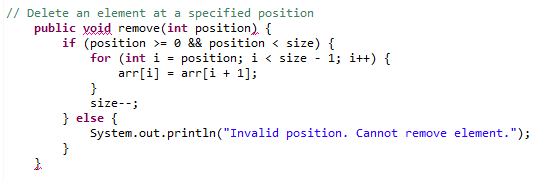 // Delete an element at a specified position
public void remove(int position) {
if (position >= 0 && position < size) {
for (int i = position; i < size - 1; i++) {
arr[i] = arr[i + 1];
}
size--;
} else {
System.out.println("Invalid position. Cannot remove element.");
}
}